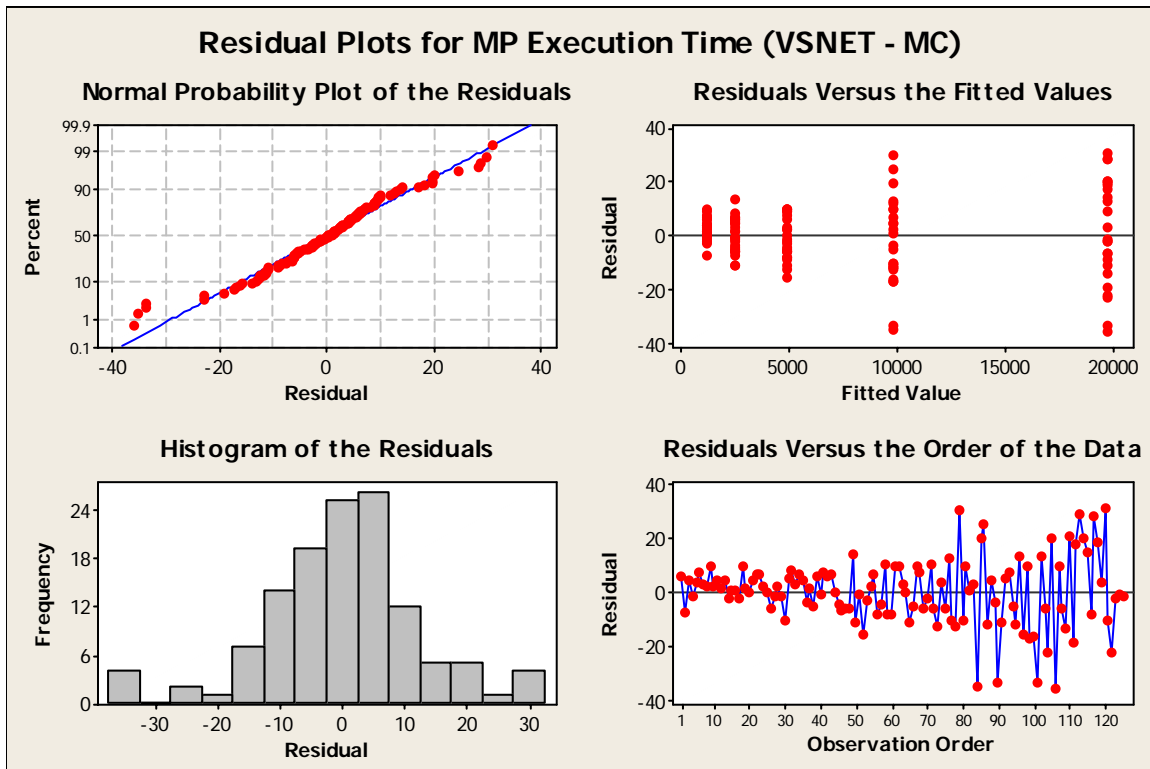 Residual Plots for MP Execution Time (VSNET - MC)
Normal Probability Plot of the Residuals
99.9
99
90
50
10
1
0.1
Percent
-40 -20 0 20 40
Residual
Residuals Versus the Fitted Values
40
20
0
-20
-40
Residual
0 5000 10000 15000 20000
Fitted Value
Histogram of the Residuals
24
18
12
6
0
Frequency
-30 -20 -10 0 10 20 30
Residual
Residuals Versus the Order of the Data
40
20
0
-20
-40
Residual
1 10 20 30 40 50 60 70 80 90 100 110 120
Observation Order